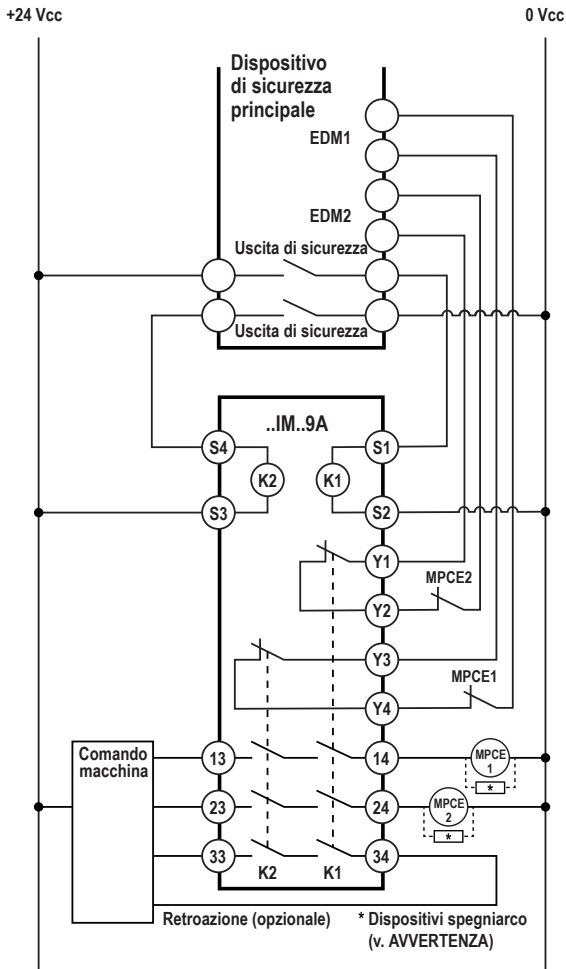 +24 Vcc
0 Vcc
Dispositivo
di sicurezza
principale
EDM1
EDM2
Uscita di sicurezza
Uscita di sicurezza
..IM..9A
S4
S1
K2
K1
S3
S2
Y1
MPCE2
Y2
Y3
MPCE1
Y4
Comando
macchina
13
14
MPCE
1
*
23
24
MPCE
2
*
33
34
K2
K1
Retroazione (opzionale)
* Dispositivi spegniarco
(v. AVVERTENZA)